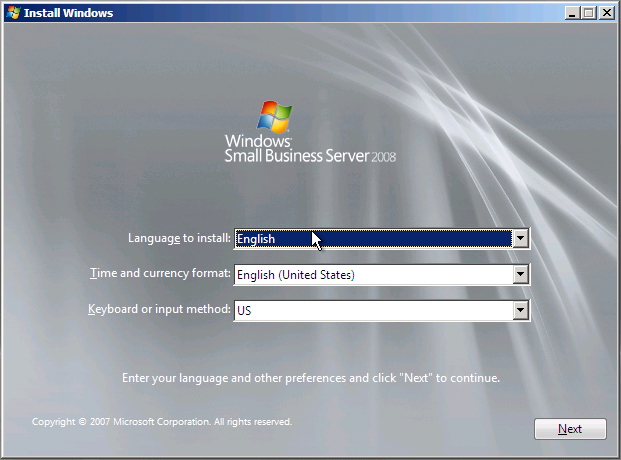 Install Windows
Windows
Small Business Server 2008
Language to install: English
Time and currency format: English (United States)
Keyboard or input method: US
Enter your language and other preferences and click "Next" to continue.
Copyright © 2007 Microsoft Corporation. All rights reserved.
Next